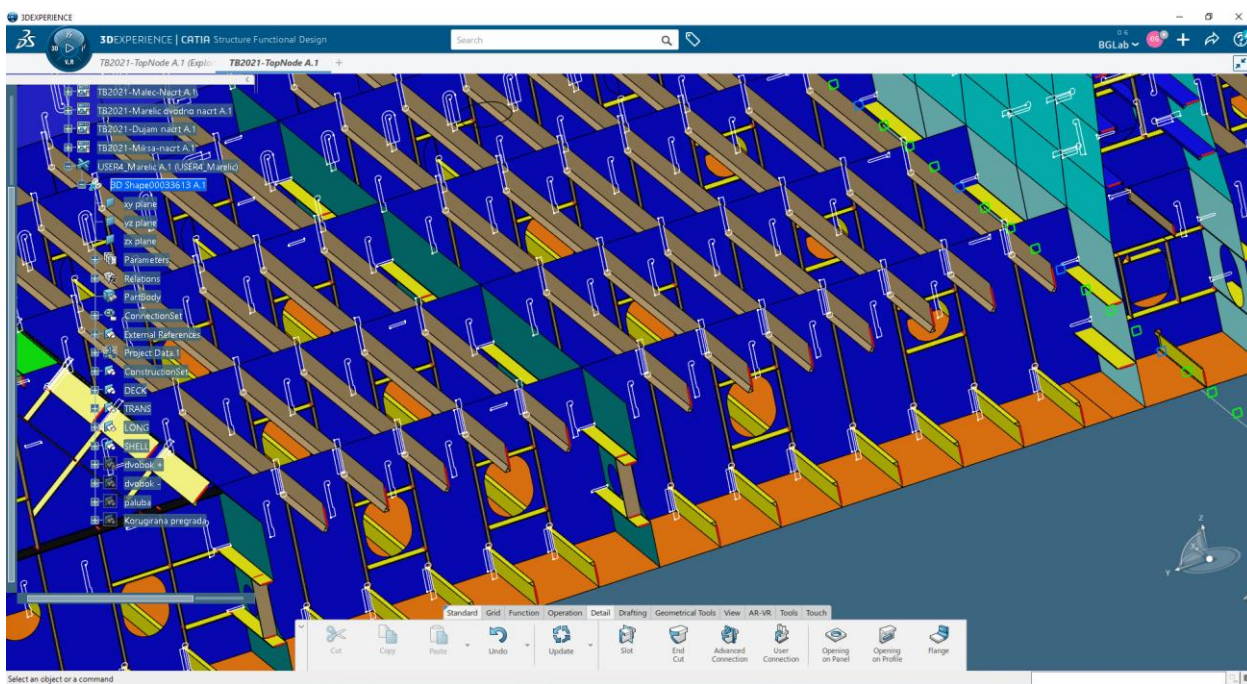 3DEXPERIENCE
3DEXPERIENCE | CATIA Structure Functional Design
Search
BGLab
OS
3D
V.R
TB2021-TopNode A.1 (Explor
TB2021-TopNode A.1
TB2021-Malec-Nacrt A.1
TB2021-Marelic dvodno nacrt A.1
TB2021-Dujam nacrt A.1
TB2021-Miksa-nacrt A.1
USER4_Marelic A.1 (USER4_Marelic)
3D Shape00033613 A.1
xy plane
yz plane
zx plane
Parameters
Relations
PartBody
ConnectionSet
External References
Project Data.1
ConstructionSet
DECK
TRANS
LONG
SHELL
dvobok +
dvobok -
paluba
Korugirana pregrada
Z
X
Y
Standard Grid Function Operation Detail Drafting Geometrical Tools View AR-VR Tools Touch
Cut Copy Paste Undo Update Slot End Cut Advanced Connection User Connection Opening on Panel Opening on Profile Flange
Select an object or a command